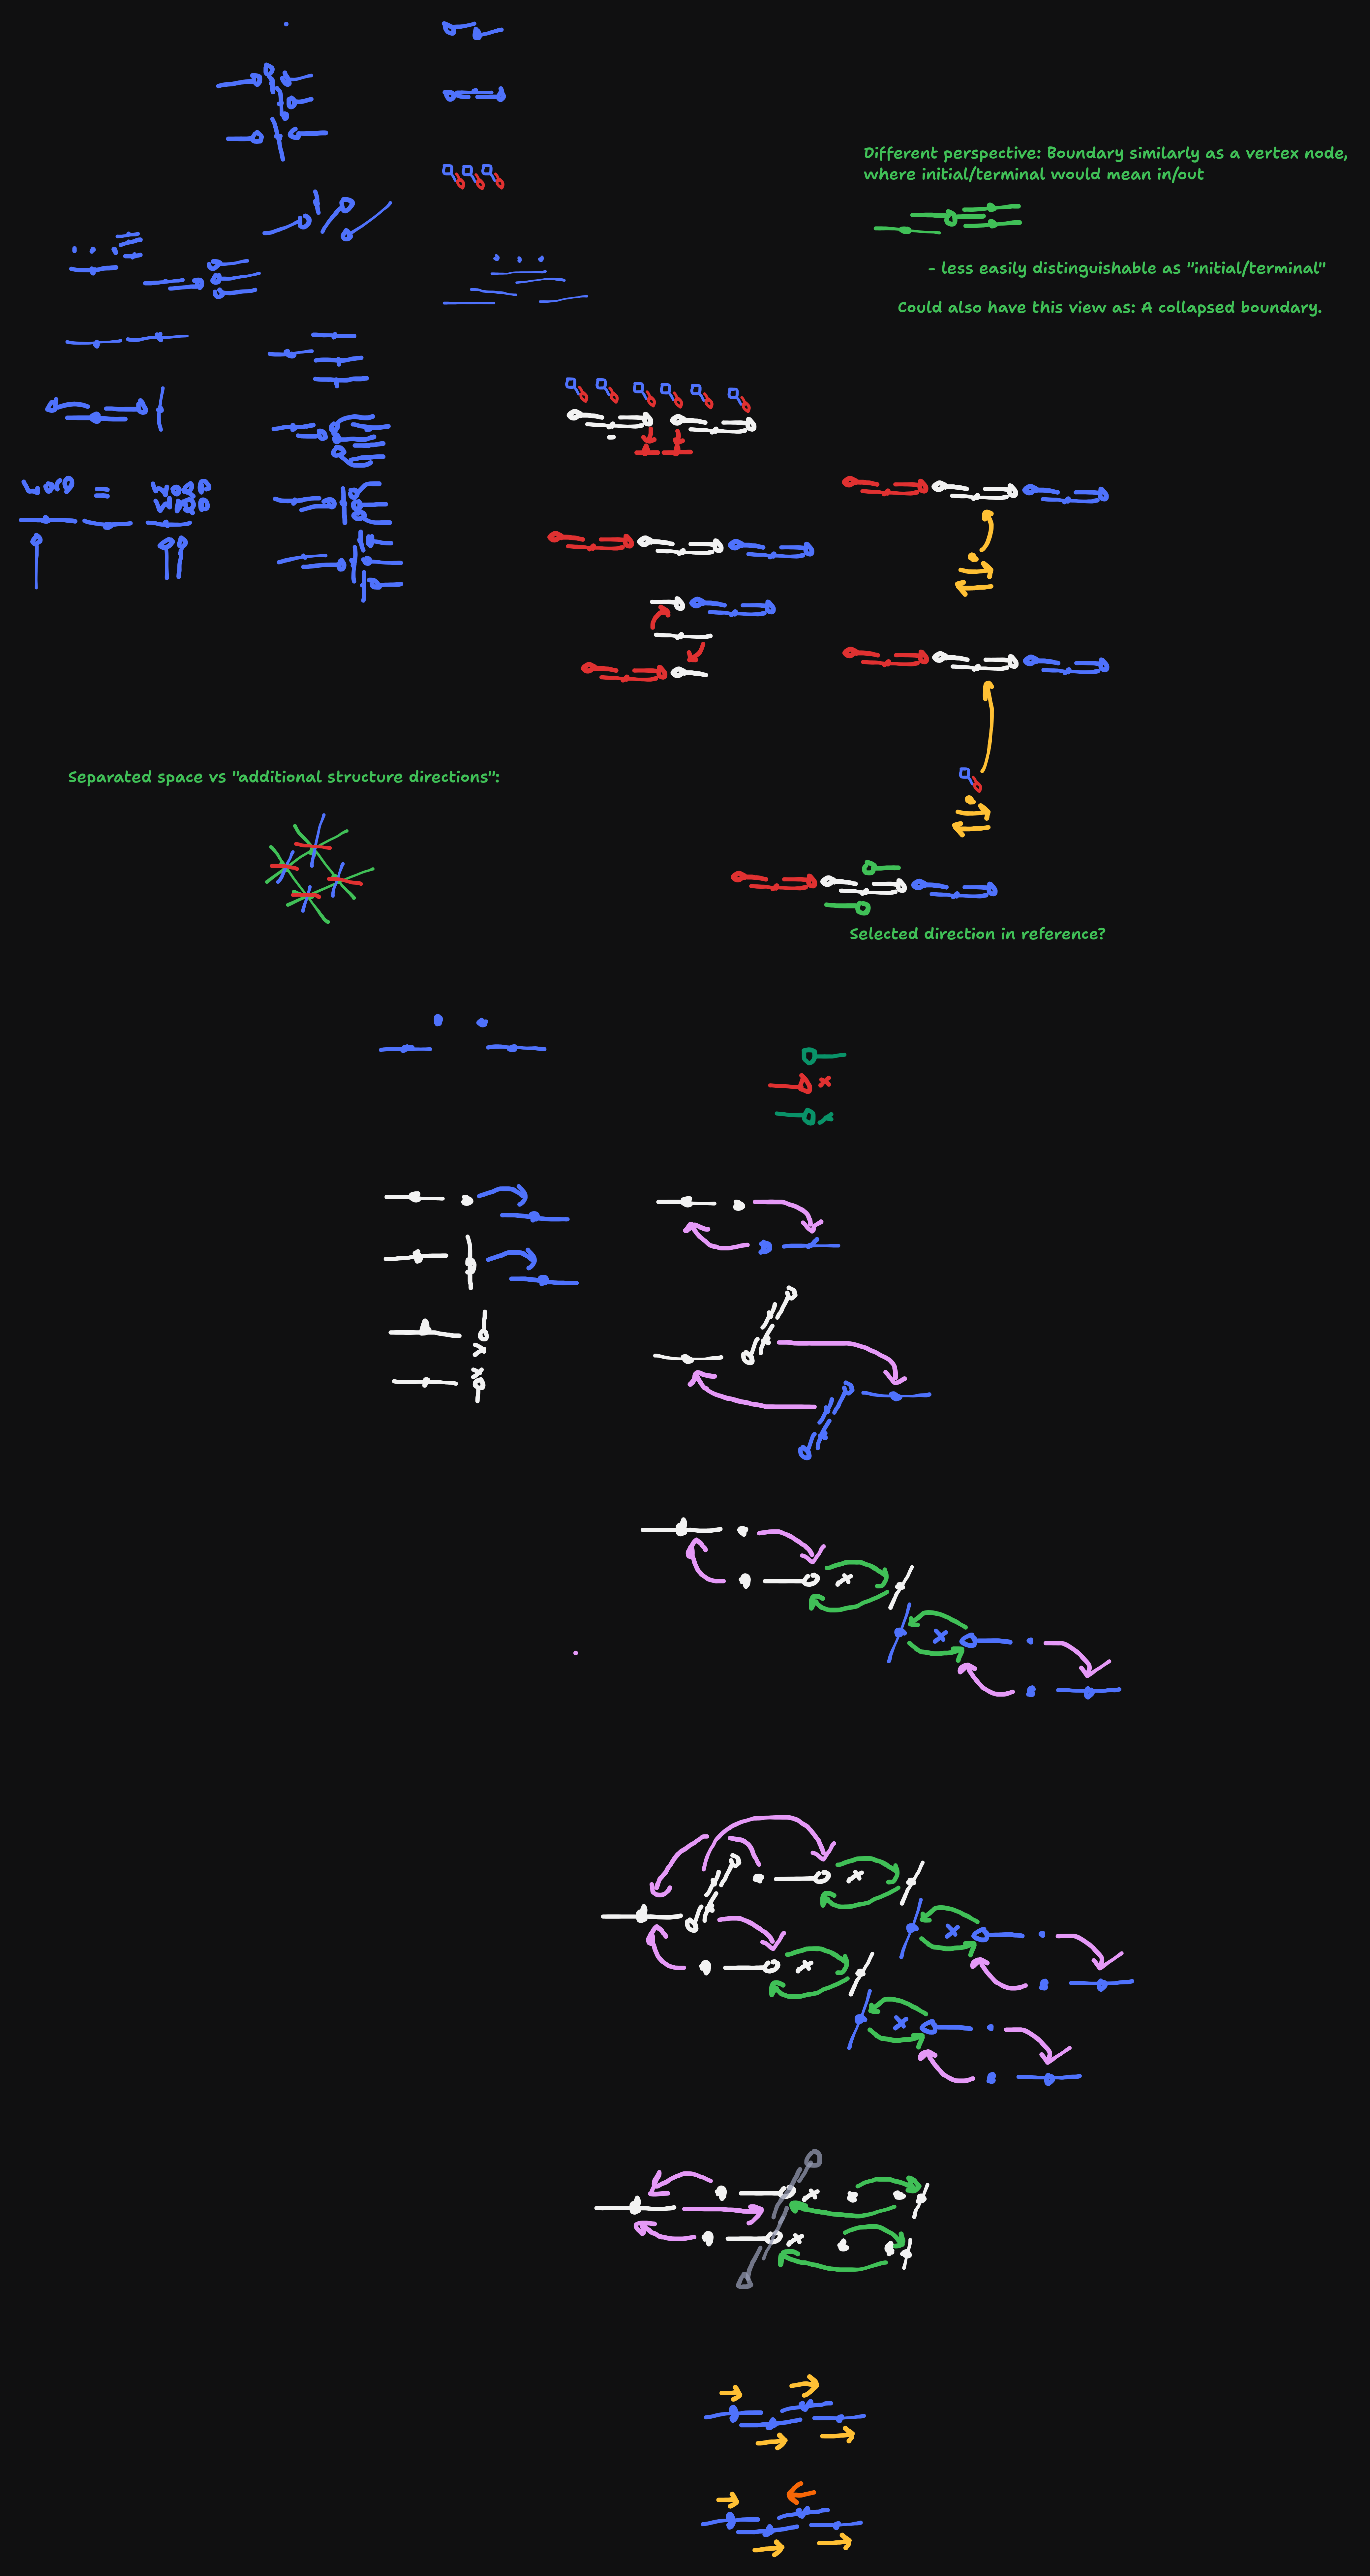 Different perspective: Boundary similarly as a vertex node,
where initial/terminal would mean in/out
- less easily distinguishable as "initial/terminal"
Could also have this view as: A collapsed boundary.
Separated space vs "additional structure directions":
Selected direction in reference?